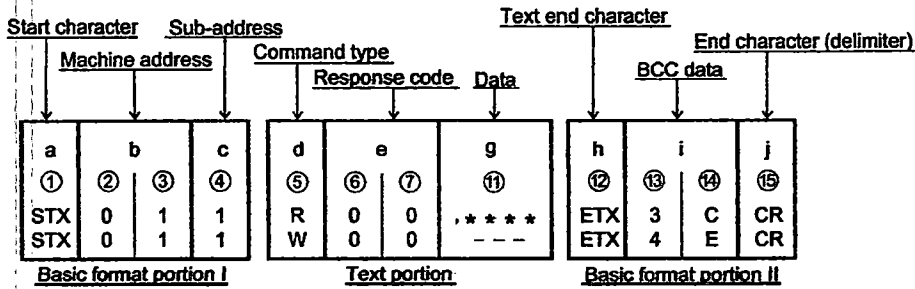 Text end character
Start character Sub-address End character (delimiter)
Machine address Command type BCC data
Response code Data
a b c d e g h i j
① ② ③ ④ ⑤ ⑥ ⑦ ⑪ ⑫ ⑬ ⑭ ⑮
STX 0 1 1 R 0 0 ,**** ETX 3 C CR
STX 0 1 1 W 0 0 --- ETX 4 E CR
Basic format portion I Text portion Basic format portion II